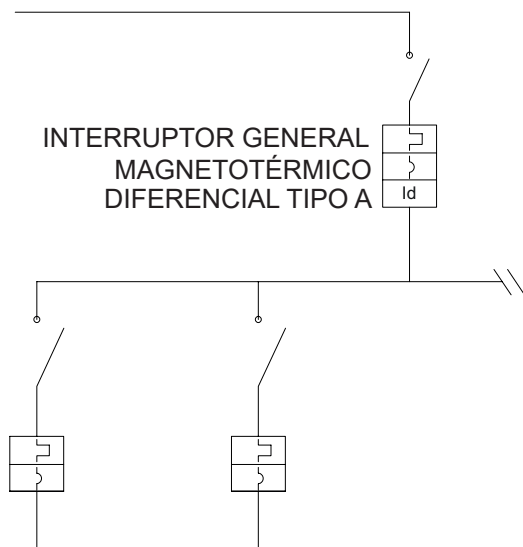 INTERRUPTOR GENERAL
MAGNETOTÉRMICO
DIFERENCIAL TIPO A
Id